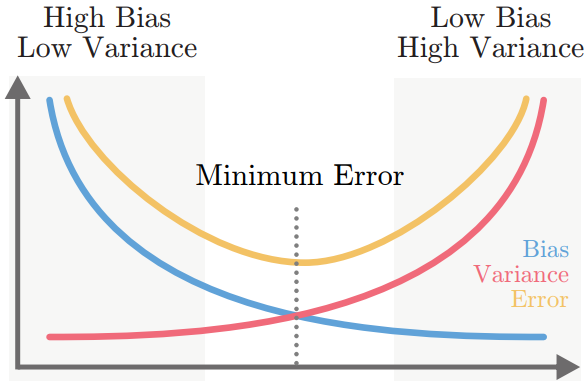 High Bias
Low Variance
Low Bias
High Variance
Minimum Error
Bias
Variance
Error